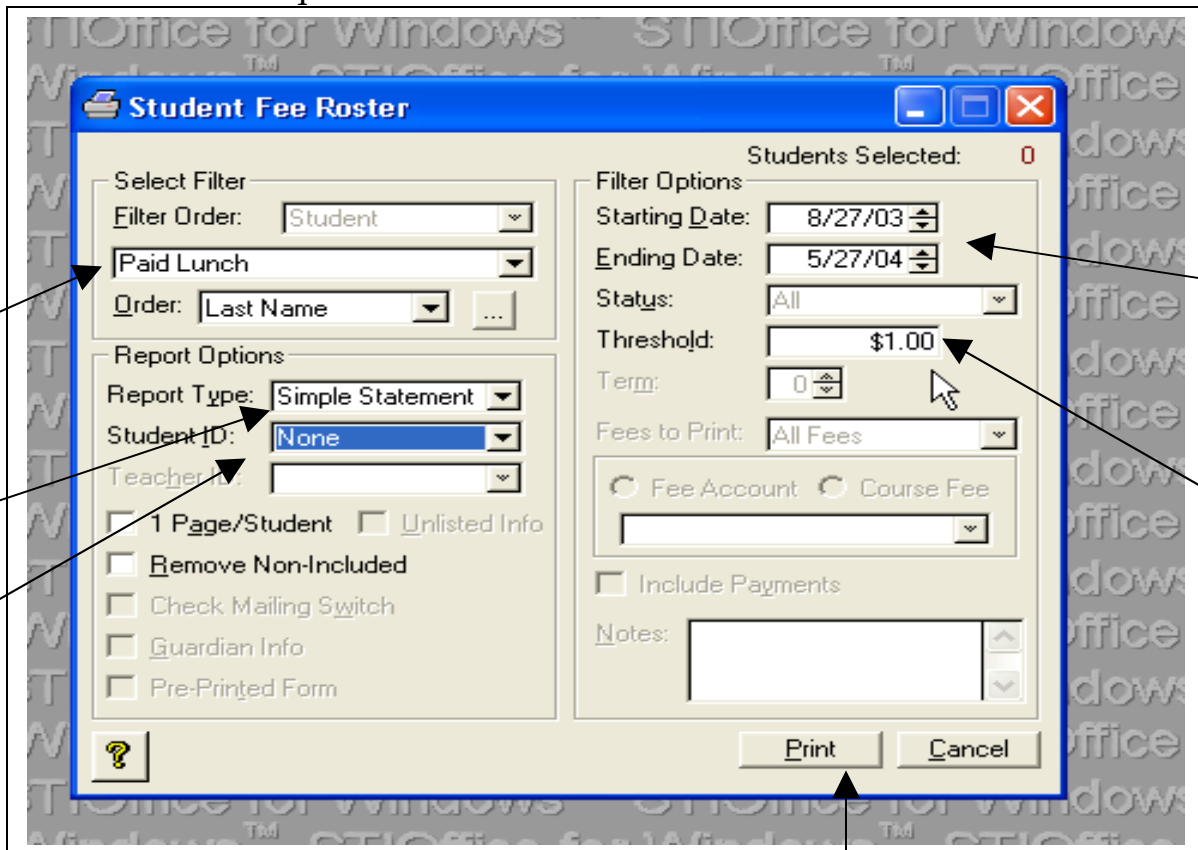 STIOffice for Windows STIOffice for Windows
Student Fee Roster
Students Selected: 0
Select Filter
Filter Order: Student
Paid Lunch
Order: Last Name ...
Report Options
Report Type: Simple Statement
Student ID: None
Teacher ID:
1 Page/Student Unlisted Info
Remove Non-Included
Check Mailing Switch
Guardian Info
Pre-Printed Form
Filter Options
Starting Date: 8/27/03
Ending Date: 5/27/04
Status: All
Threshold: $1.00
Term: 0
Fees to Print: All Fees
Fee Account Course Fee
Include Payments
Notes:
?
Print Cancel